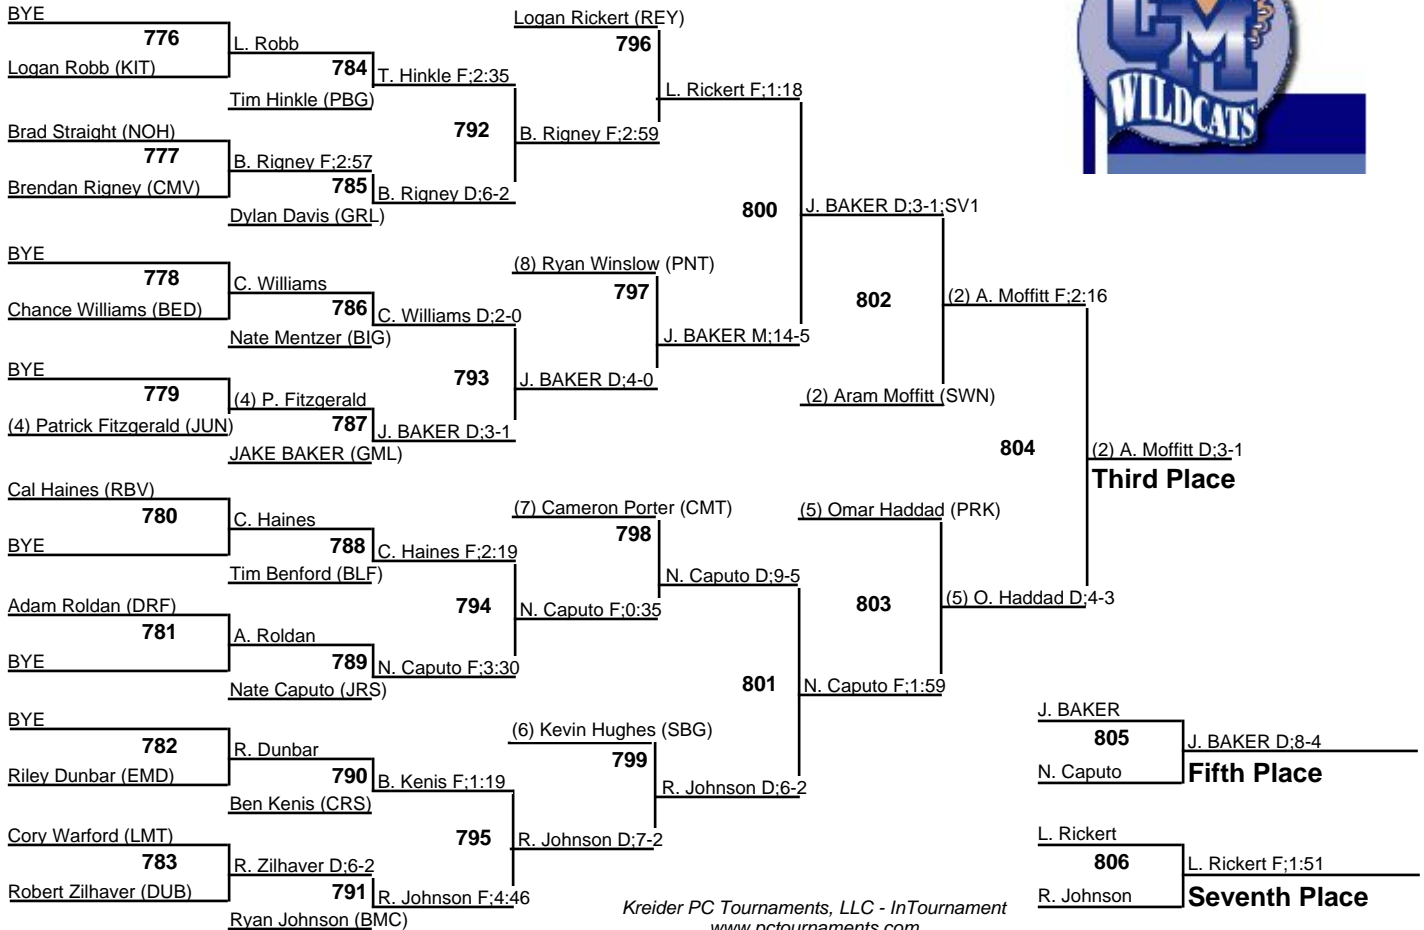 BYE
776
Logan Robb (KIT)
L. Robb
784
Tim Hinkle (PBG)
T. Hinkle F;2:35
Brad Straight (NOH)
777
Brendan Rigney (CMV)
B. Rigney F;2:57
785
Dylan Davis (GRL)
B. Rigney D;6-2
792
B. Rigney F;2:59
Logan Rickert (REY)
796
L. Rickert F;1:18
BYE
778
Chance Williams (BED)
C. Williams
786
Nate Mentzer (BIG)
C. Williams D;2-0
BYE
779
(4) Patrick Fitzgerald (JUN)
(4) P. Fitzgerald
787
JAKE BAKER (GML)
J. BAKER D;3-1
793
J. BAKER D;4-0
(8) Ryan Winslow (PNT)
797
J. BAKER M;14-5
800
J. BAKER D;3-1;SV1
802
(2) Aram Moffitt (SWN)
(2) A. Moffitt F;2:16
Cal Haines (RBV)
780
BYE
C. Haines
788
Tim Benford (BLF)
C. Haines F;2:19
Adam Roldan (DRF)
781
BYE
A. Roldan
789
Nate Caputo (JRS)
N. Caputo F;3:30
794
N. Caputo F;0:35
(7) Cameron Porter (CMT)
798
N. Caputo D;9-5
BYE
782
Riley Dunbar (EMD)
R. Dunbar
790
Ben Kenis (CRS)
B. Kenis F;1:19
Cory Warford (LMT)
783
Robert Zilhaver (DUB)
R. Zilhaver D;6-2
791
Ryan Johnson (BMC)
R. Johnson F;4:46
795
R. Johnson D;7-2
(6) Kevin Hughes (SBG)
799
R. Johnson D;6-2
801
N. Caputo F;1:59
(5) Omar Haddad (PRK)
803
(5) O. Haddad D;4-3
804
(2) A. Moffitt D;3-1
Third Place
J. BAKER
805
N. Caputo
J. BAKER D;8-4
Fifth Place
L. Rickert
806
R. Johnson
L. Rickert F;1:51
Seventh Place
CM
WILDCATS
Kreider PC Tournaments, LLC - InTournament
www.pctournaments.com